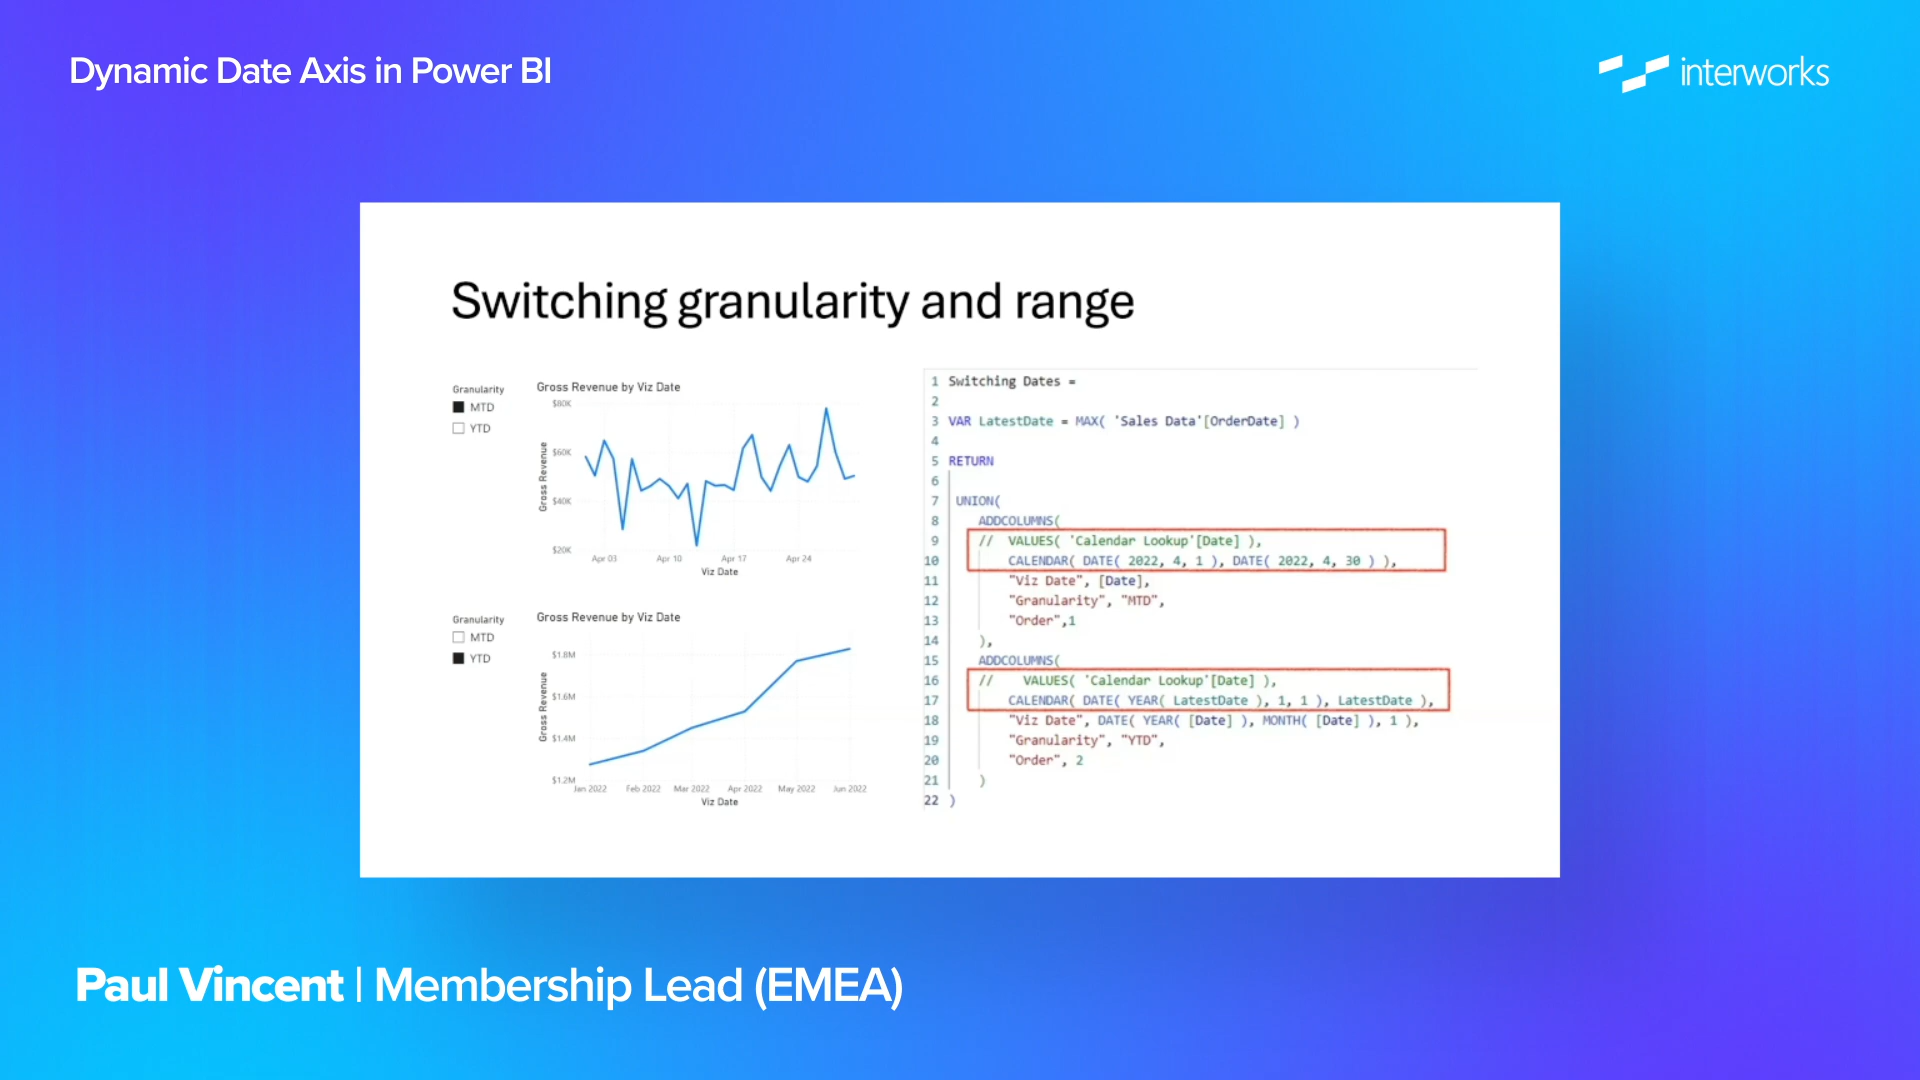 Dynamic Date Axis in Power BI
interworks
Switching granularity and range
Granularity
MTD
YTD
Gross Revenue by Viz Date
$80K
$60K
$40K
$20K
Gross Revenue
Apr 03 Apr 10 Apr 17 Apr 24
Viz Date
Granularity
MTD
YTD
Gross Revenue by Viz Date
$1.8M
$1.6M
$1.4M
$1.2M
Gross Revenue
Jan 2022 Feb 2022 Mar 2022 Apr 2022 May 2022 Jun 2022
Viz Date
1 Switching Dates =
2
3 VAR LatestDate = MAX( 'Sales Data'[OrderDate] )
4
5 RETURN
6
7 UNION(
8 ADDCOLUMNS(
9 // VALUES( 'Calendar Lookup'[Date] ),
10 CALENDAR( DATE( 2022, 4, 1 ), DATE( 2022, 4, 30 ) ),
11 "Viz Date", [Date],
12 "Granularity", "MTD",
13 "Order",1
14 ),
15 ADDCOLUMNS(
16 // VALUES( 'Calendar Lookup'[Date] ),
17 CALENDAR( DATE( YEAR( LatestDate ), 1, 1 ), LatestDate ),
18 "Viz Date", DATE( YEAR( [Date] ), MONTH( [Date] ), 1 ),
19 "Granularity", "YTD",
20 "Order", 2
21 )
22 )
Paul Vincent | Membership Lead (EMEA)